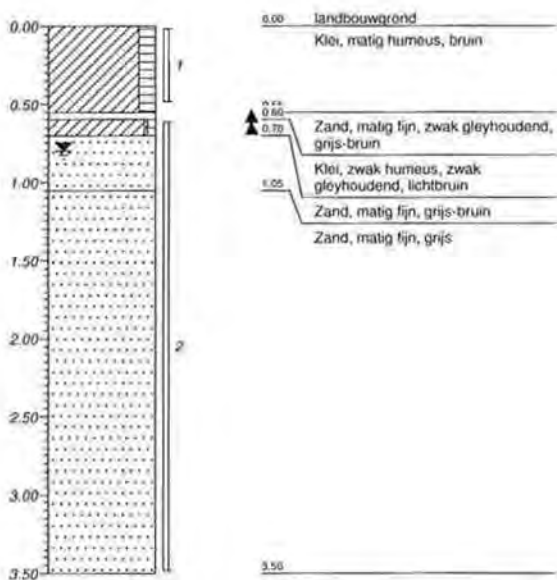 0.00
0.50
1.00
1.50
2.00
2.50
3.00
3.50
1
2
0.00 landbouwgrond
Klei, matig humeus, bruin
0.60
Zand, matig fijn, zwak gleyhoudend,
grijs-bruin
0.70
Klei, zwak humeus, zwak
gleyhoudend, lichtbruin
1.05
Zand, matig fijn, grijs-bruin
Zand, matig fijn, grijs
3.50